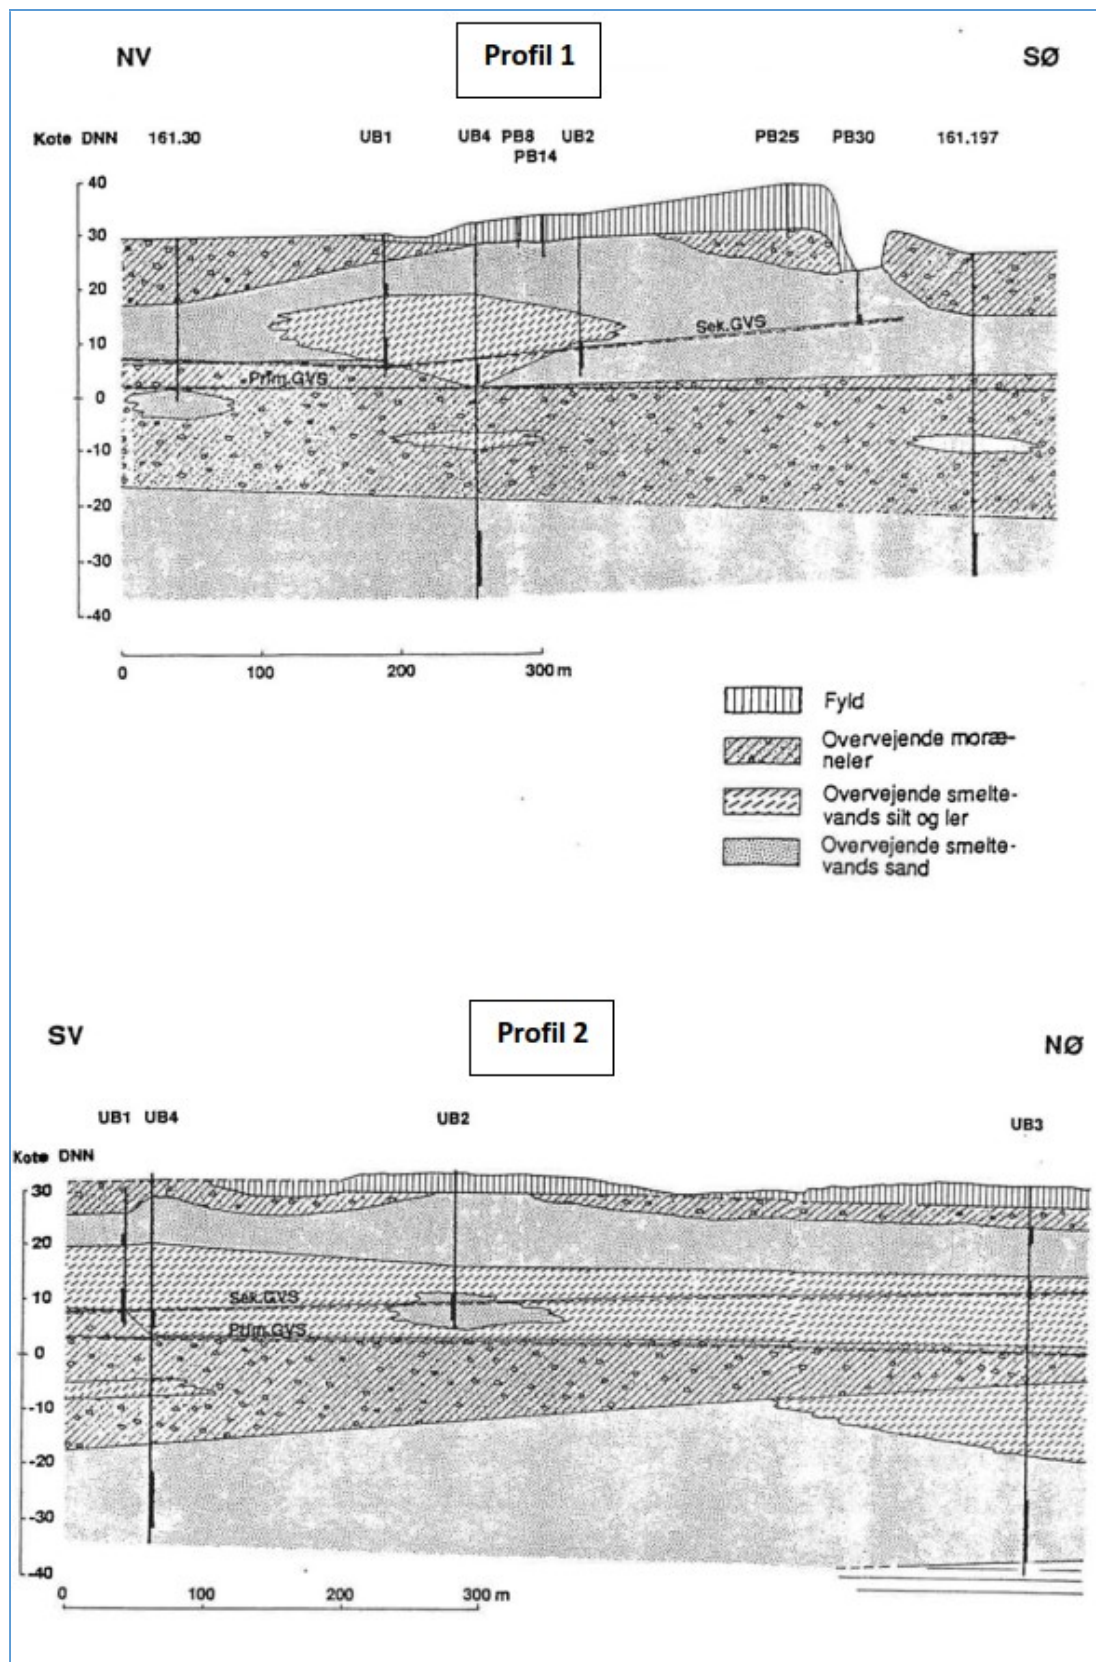 Profil 1
NV
SØ
Kote DNN 161.30 UB1 UB4 PB8 UB2 PB25 PB30 161.197
PB14
40
30
20
10
0
-10
-20
-30
-40
Sek.GVS
Prim.GVS
0 100 200 300 m
Fyld
Overvejende moræ-
neler
Overvejende smelte-
vands silt og ler
Overvejende smelte-
vands sand
Profil 2
SV
NØ
UB1 UB4 UB2 UB3
Kote DNN
30
20
10
0
-10
-20
-30
-40
Sek.GVS
Prim.GVS
0 100 200 300 m